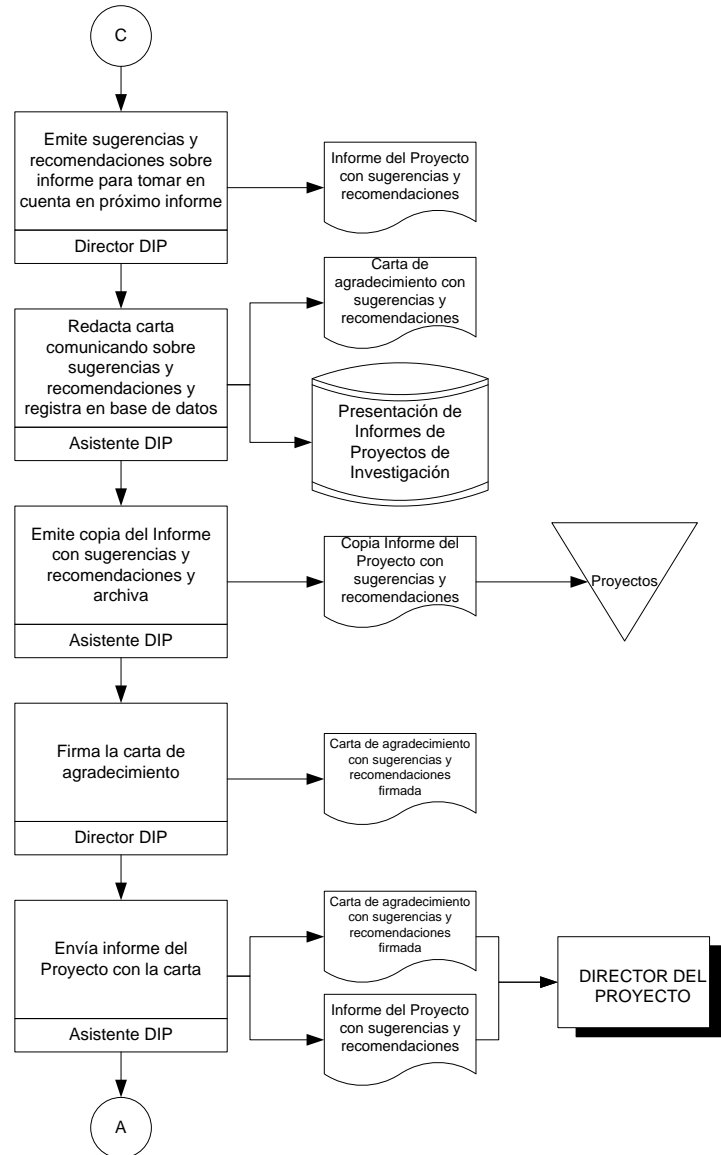 C
Emite sugerencias y
recomendaciones sobre
informe para tomar en
cuenta en próximo informe
Director DIP
Informe del Proyecto
con sugerencias y
recomendaciones
Redacta carta
comunicando sobre
sugerencias y
recomendaciones y
registra en base de datos
Asistente DIP
Carta de
agradecimiento con
sugerencias y
recomendaciones
Presentación de
Informes de
Proyectos de
Investigación
Emite copia del Informe
con sugerencias y
recomendaciones y
archiva
Asistente DIP
Copia Informe del
Proyecto con
sugerencias y
recomendaciones
Proyectos
Firma la carta de
agradecimiento
Director DIP
Carta de agradecimiento
con sugerencias y
recomendaciones
firmada
Envía informe del
Proyecto con la carta
Asistente DIP
Carta de agradecimiento
con sugerencias y
recomendaciones
firmada
Informe del Proyecto
con sugerencias y
recomendaciones
DIRECTOR DEL
PROYECTO
A